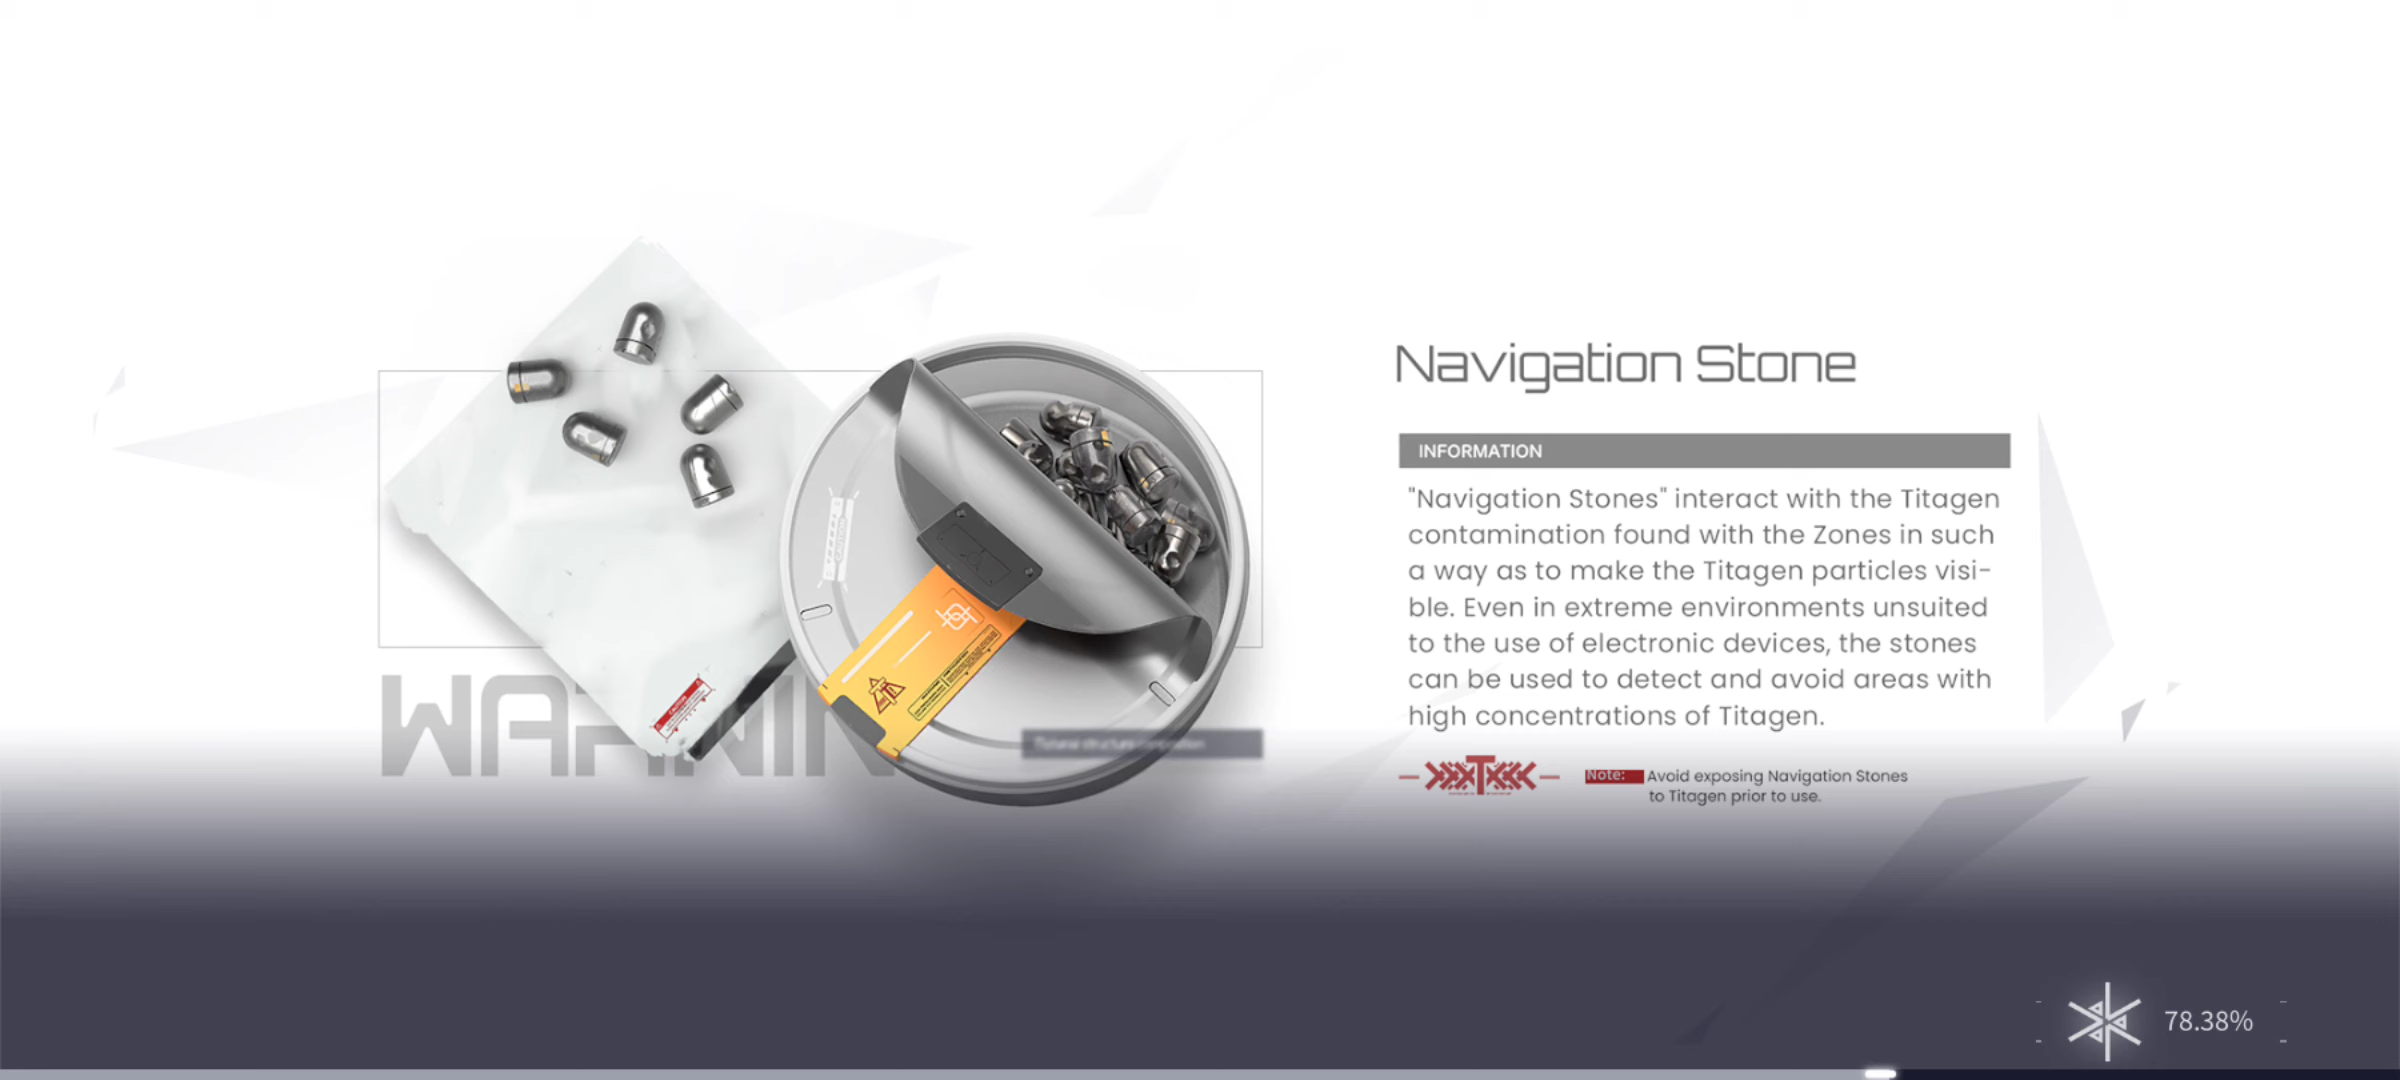 Navigation Stone
INFORMATION
"Navigation Stones" interact with the Titagen
contamination found with the Zones in such
a way as to make the Titagen particles visi-
ble. Even in extreme environments unsuited
to the use of electronic devices, the stones
can be used to detect and avoid areas with
high concentrations of Titagen.
Note: Avoid exposing Navigation Stones
to Titagen prior to use.
78.38%